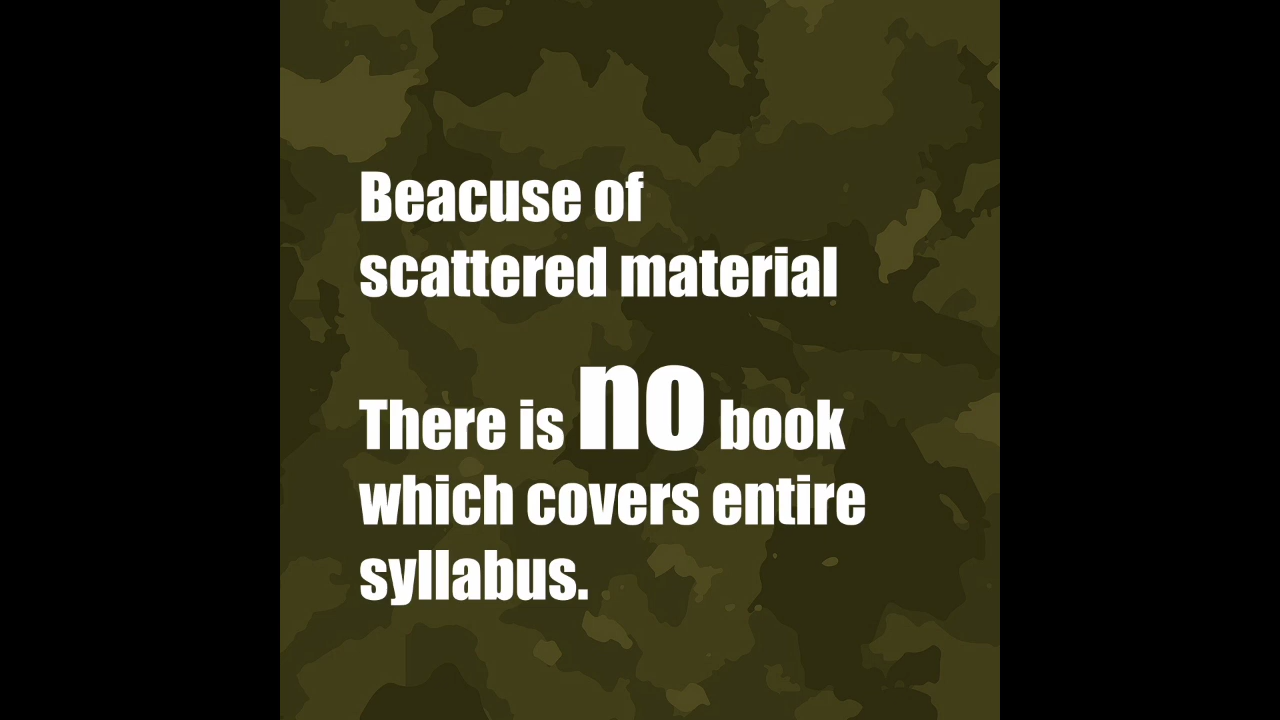 Beacuse of
scattered material
There is no book
which covers entire
syllabus.